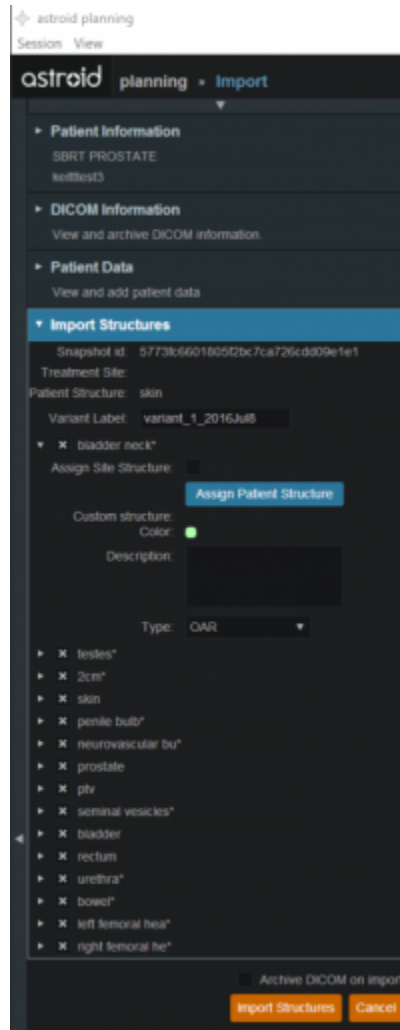 astroid planning
Session View
astroid planning » Import
Patient Information
SBRT PROSTATE
keitttest3
DICOM Information
View and archive DICOM information.
Patient Data
View and add patient data
Import Structures
Snapshot id: 5773fc6601805f2bc7ca726cdd09e1e1
Treatment Site:
Patient Structure: skin
Variant Label: variant_1_2016Jul8
bladder neck*
Assign Site Structure:
Assign Patient Structure
Custom structure:
Color:
Description:
Type: OAR
testes*
2cm*
skin
penile bulb*
neurovascular bu*
prostate
ptv
seminal vesicles*
bladder
rectum
urethra*
bowel*
left femoral hea*
right femoral he*
Archive DICOM on import
Import Structures Cancel